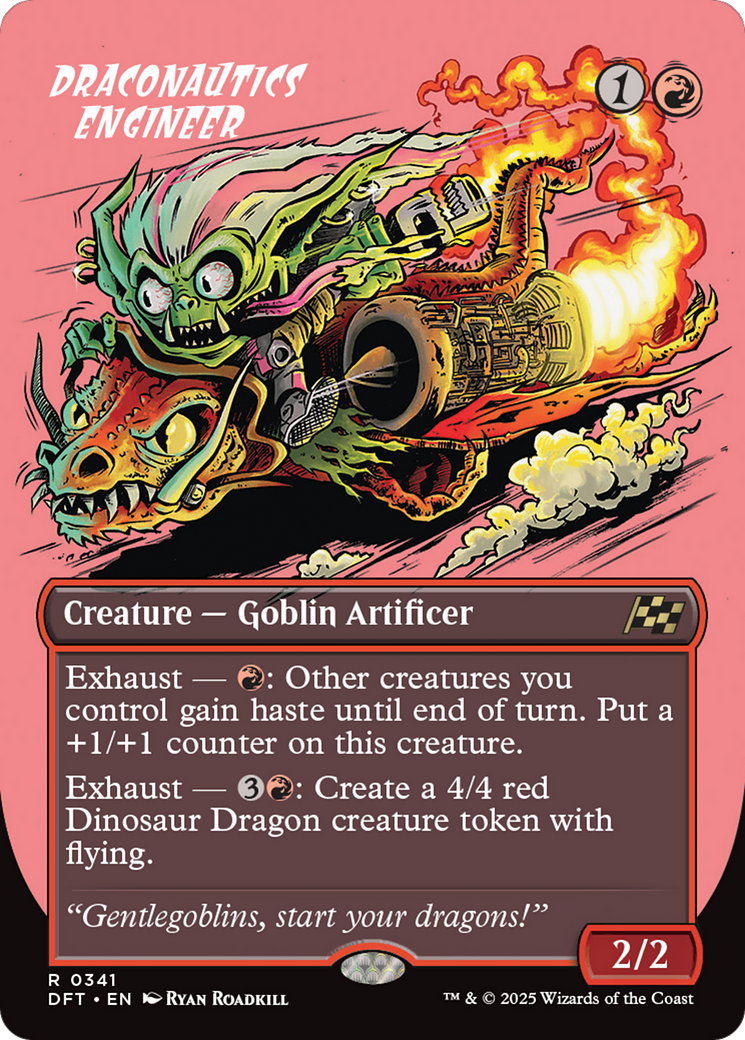 DRACONAUTICS
ENGINEER
1
Creature — Goblin Artificer
Exhaust — : Other creatures you
control gain haste until end of turn. Put a
+1/+1 counter on this creature.
Exhaust — 3: Create a 4/4 red
Dinosaur Dragon creature token with
flying.
“Gentlegoblins, start your dragons!”
2/2
R 0341
DFT • EN RYAN ROADKILL
™ & © 2025 Wizards of the Coast